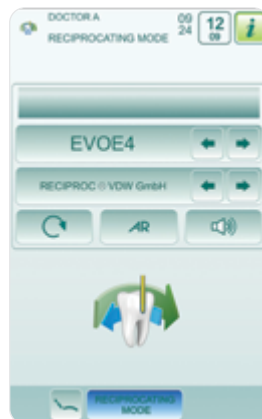 DOCTOR A
RECIPROCATING MODE
09
24
12
09
i
EVOE4
RECIPROC © VDW GmbH
AR
RECIPROCATING
MODE